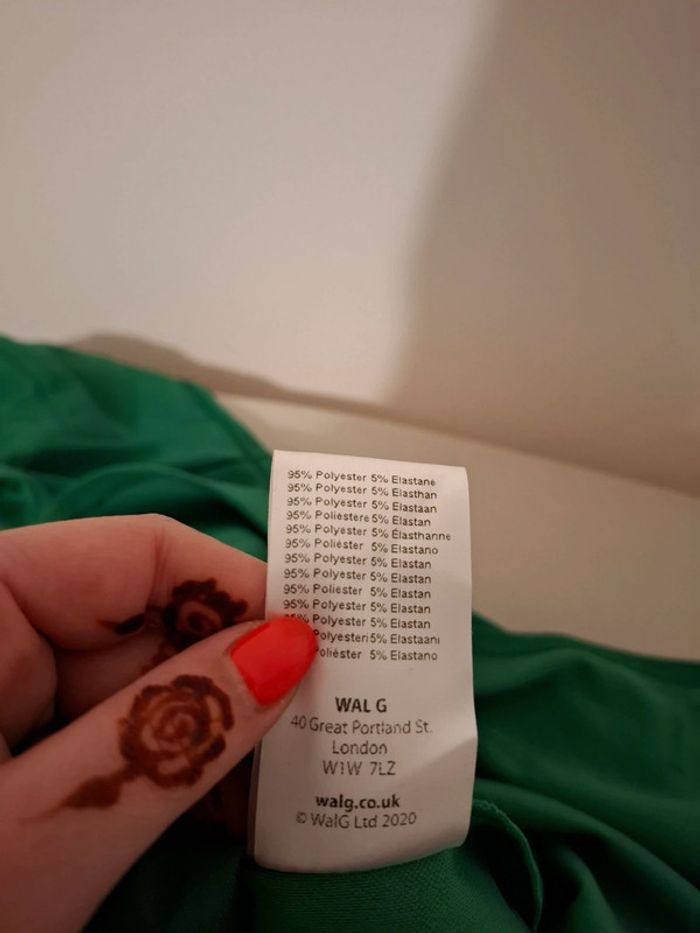 95% Polyester 5% Elastane
95% Polyester 5% Elasthan
95% Polyester 5% Elastaan
95% Poliestere 5% Elastan
95% Polyester 5% Élasthanne
95% Poliéster 5% Elastano
95% Polyester 5% Elastan
95% Polyester 5% Elastan
95% Poliester 5% Elastan
95% Polyester 5% Elastan
95% Polyester 5% Elastan
Polyesteri 5% Elastaani
5% Elastano
WAL G
40 Great Portland St.
London
W1W 7LZ
walg.co.uk
© WalG Ltd 2020